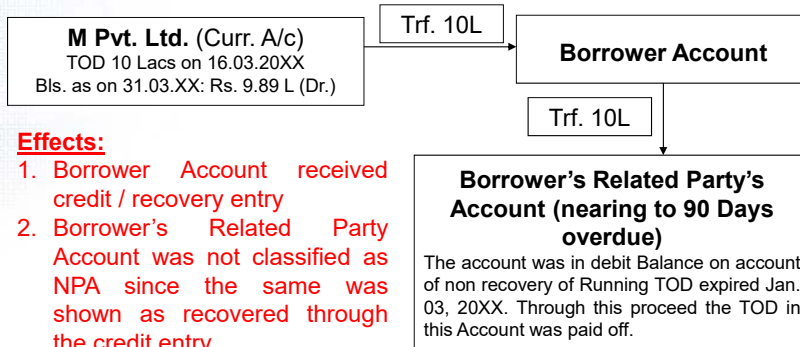 M Pvt. Ltd. (Curr. A/c)
TOD 10 Lacs on 16.03.20XX
Bls. as on 31.03.XX: Rs. 9.89 L (Dr.)
Trf. 10L
Borrower Account
Trf. 10L
Effects:
1. Borrower Account received
credit / recovery entry
2. Borrower's Related Party
Account was not classified as
NPA since the same was
shown as recovered through
the credit entry
Borrower's Related Party's
Account (nearing to 90 Days
overdue)
The account was in debit Balance on account
of non recovery of Running TOD expired Jan.
03, 20XX. Through this proceed the TOD in
this Account was paid off.